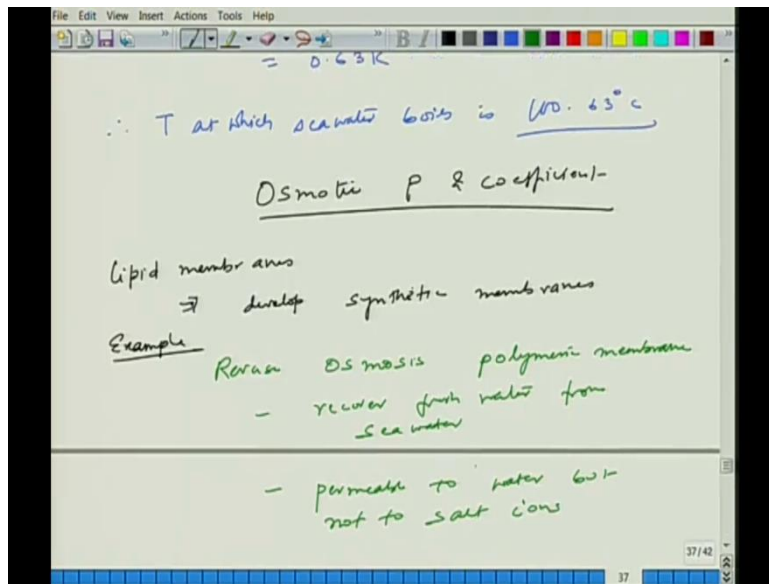 File Edit View Insert Actions Tools Help
= 0.63K
∴ T at which seawater boils is 100.63°C
Osmotic P & coefficient
Lipid membranes
⇒ develop synthetic membranes
Example
Reverse Osmosis polymeric membrane
- recover fresh water from
seawater
- permeable to water but
not to salt ions
37/42
37